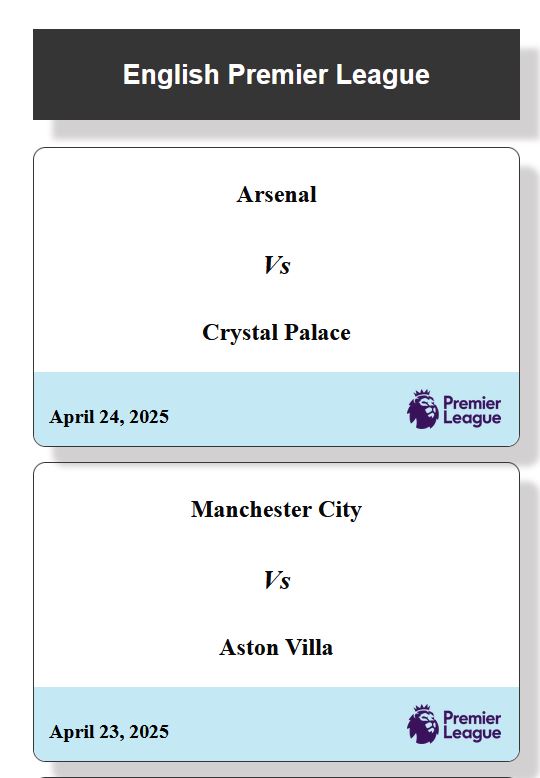 English Premier League
Arsenal
Vs
Crystal Palace
April 24, 2025
Premier
League
Manchester City
Vs
Aston Villa
April 23, 2025
Premier
League